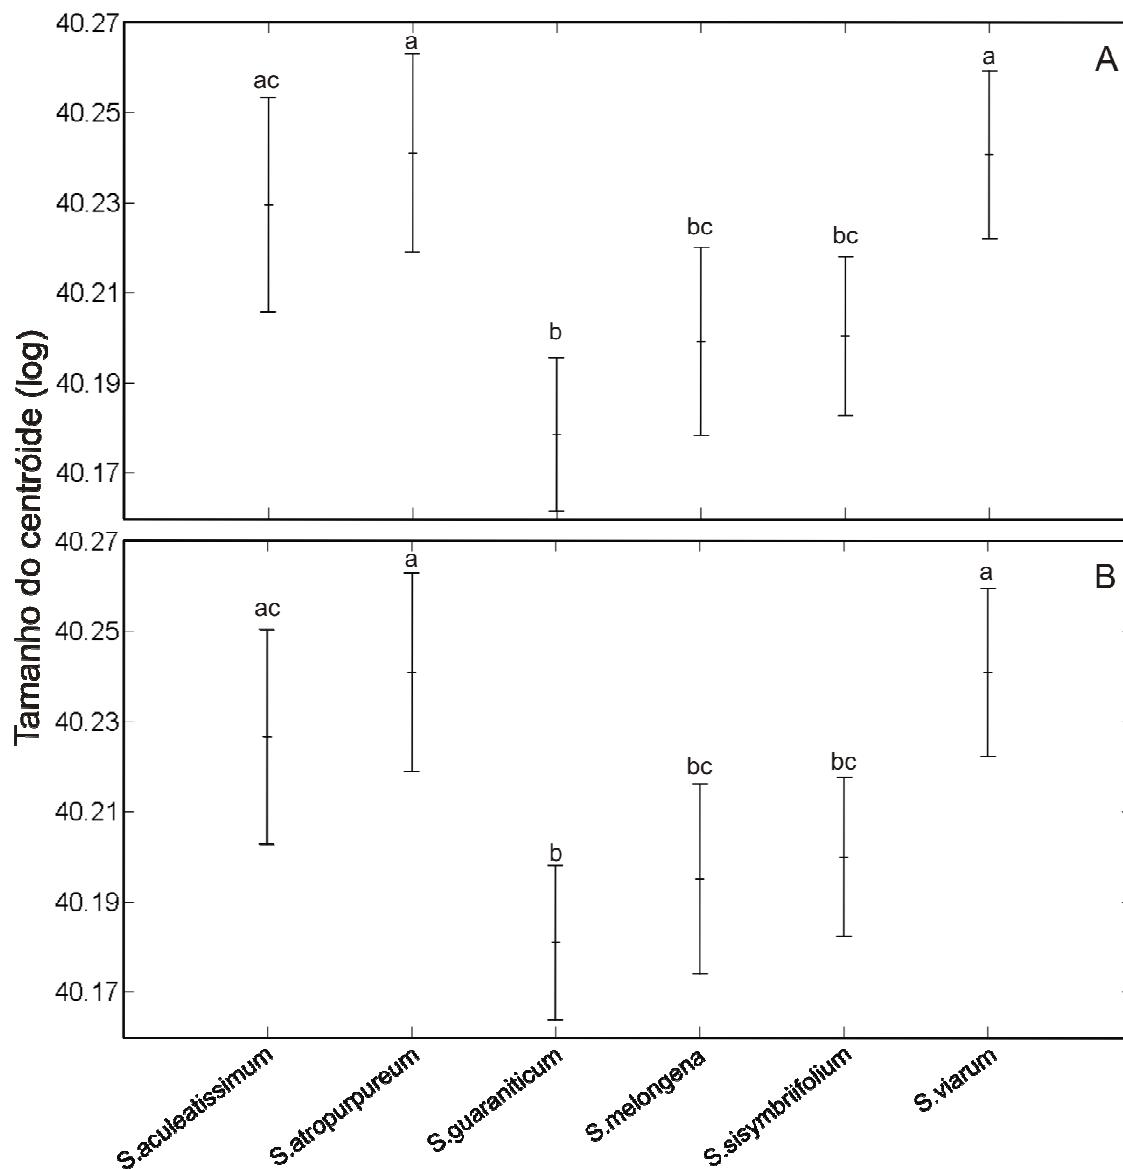 Tamanho do centróide (log)
A
40.27
40.25
40.23
40.21
40.19
40.17
ac
a
b
bc
bc
a
B
40.27
40.25
40.23
40.21
40.19
40.17
ac
a
b
bc
bc
a
S.aculeatissimum
S.atropurpureum
S.guaraniticum
S.melongena
S.sisymbriifolium
S.viarum